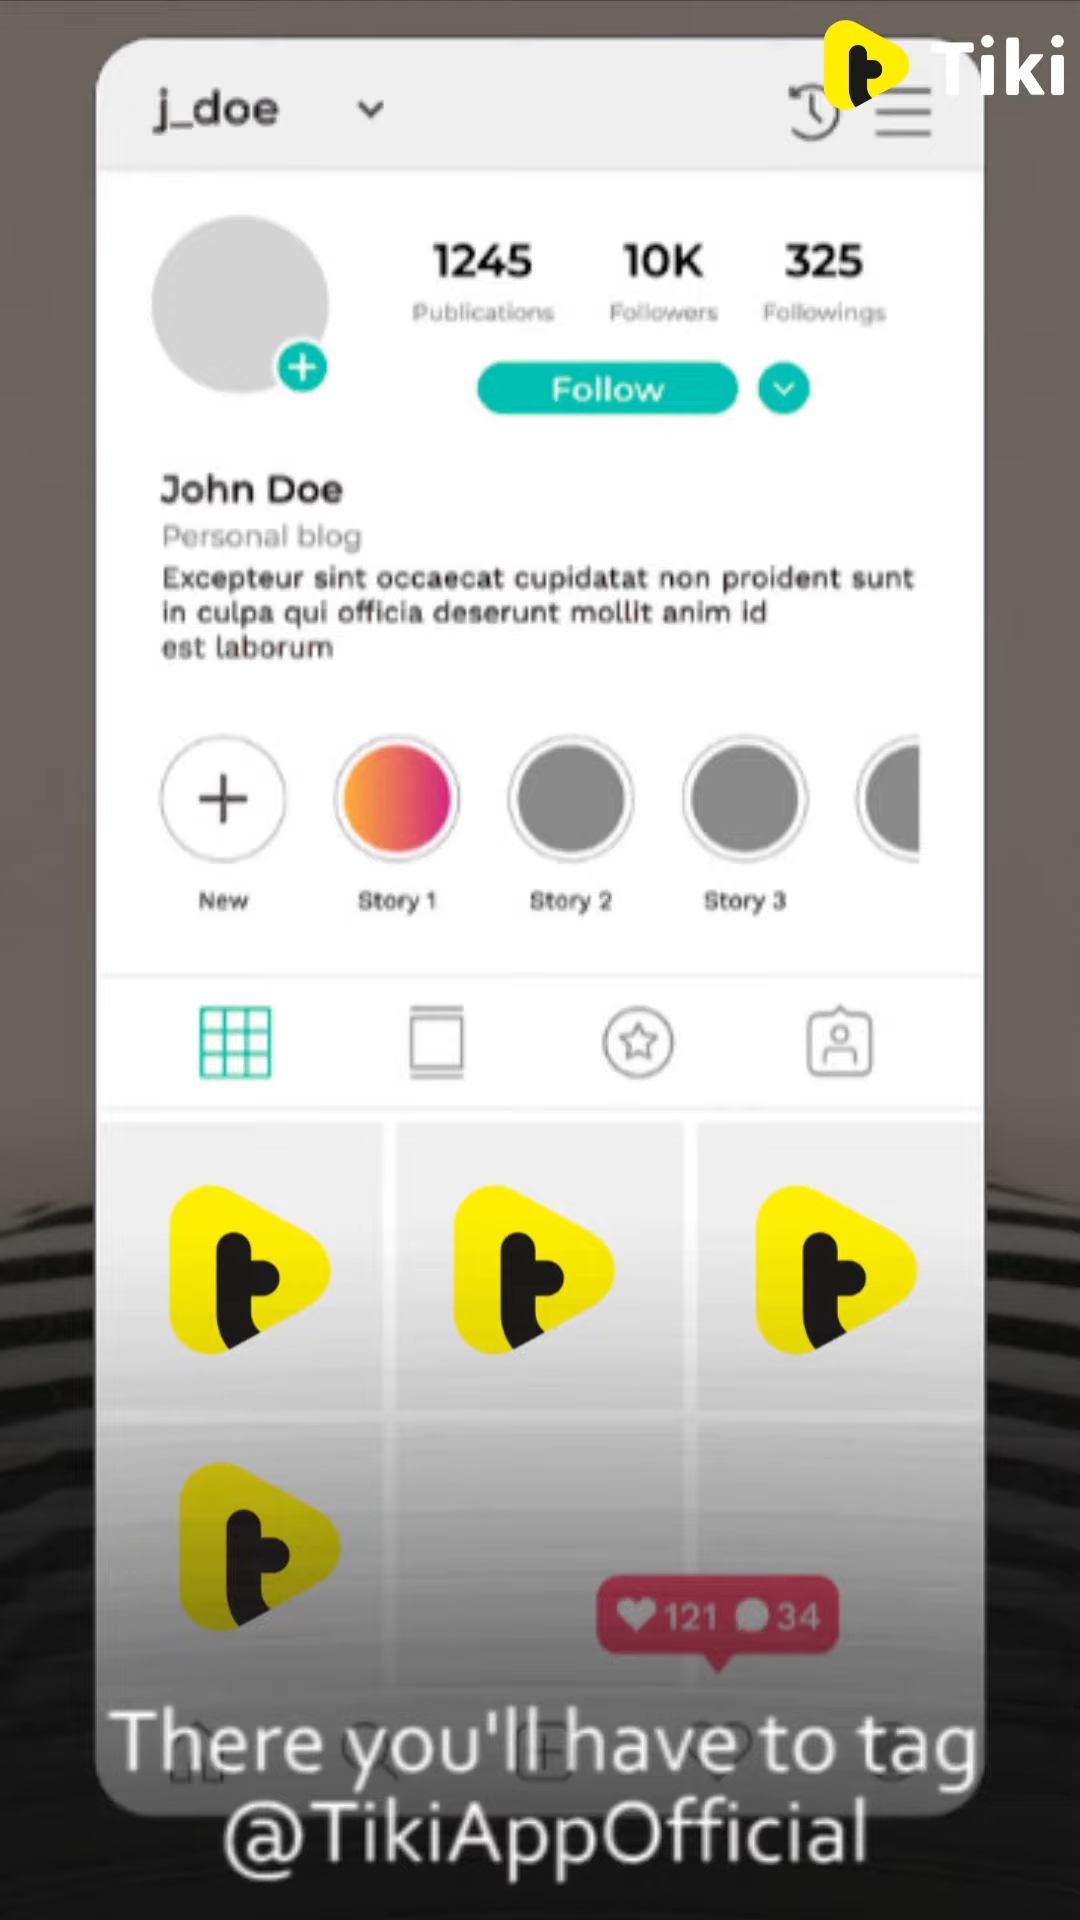 Tiki
j_doe
1245 10K 325
Publications Followers Followings
Follow
John Doe
Personal blog
Excepteur sint occaecat cupidatat non proident sunt
in culpa qui officia deserunt mollit anim id
est laborum
New Story 1 Story 2 Story 3
121 34
There you'll have to tag
@TikiAppOfficial